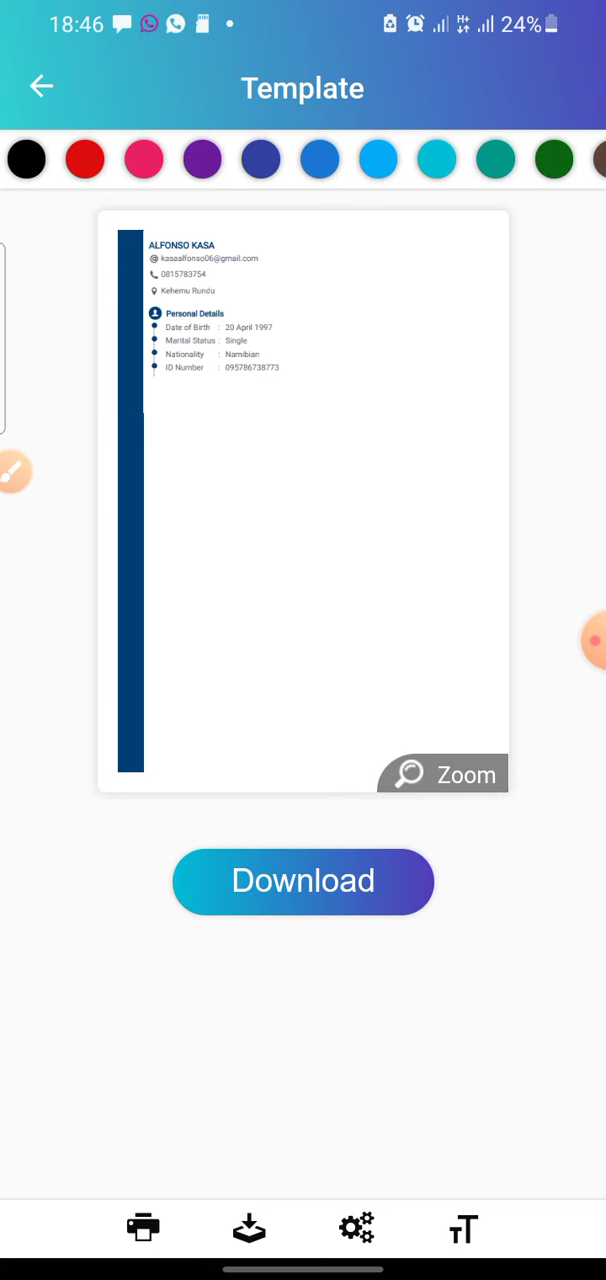 18:46
24%
Template
ALFONSO KASA
kasaalfonso06@gmail.com
0815783754
Kehemu Rundu
Personal Details
Date of Birth : 20 April 1997
Marital Status : Single
Nationality : Namibian
ID Number : 095786738773
Zoom
Download